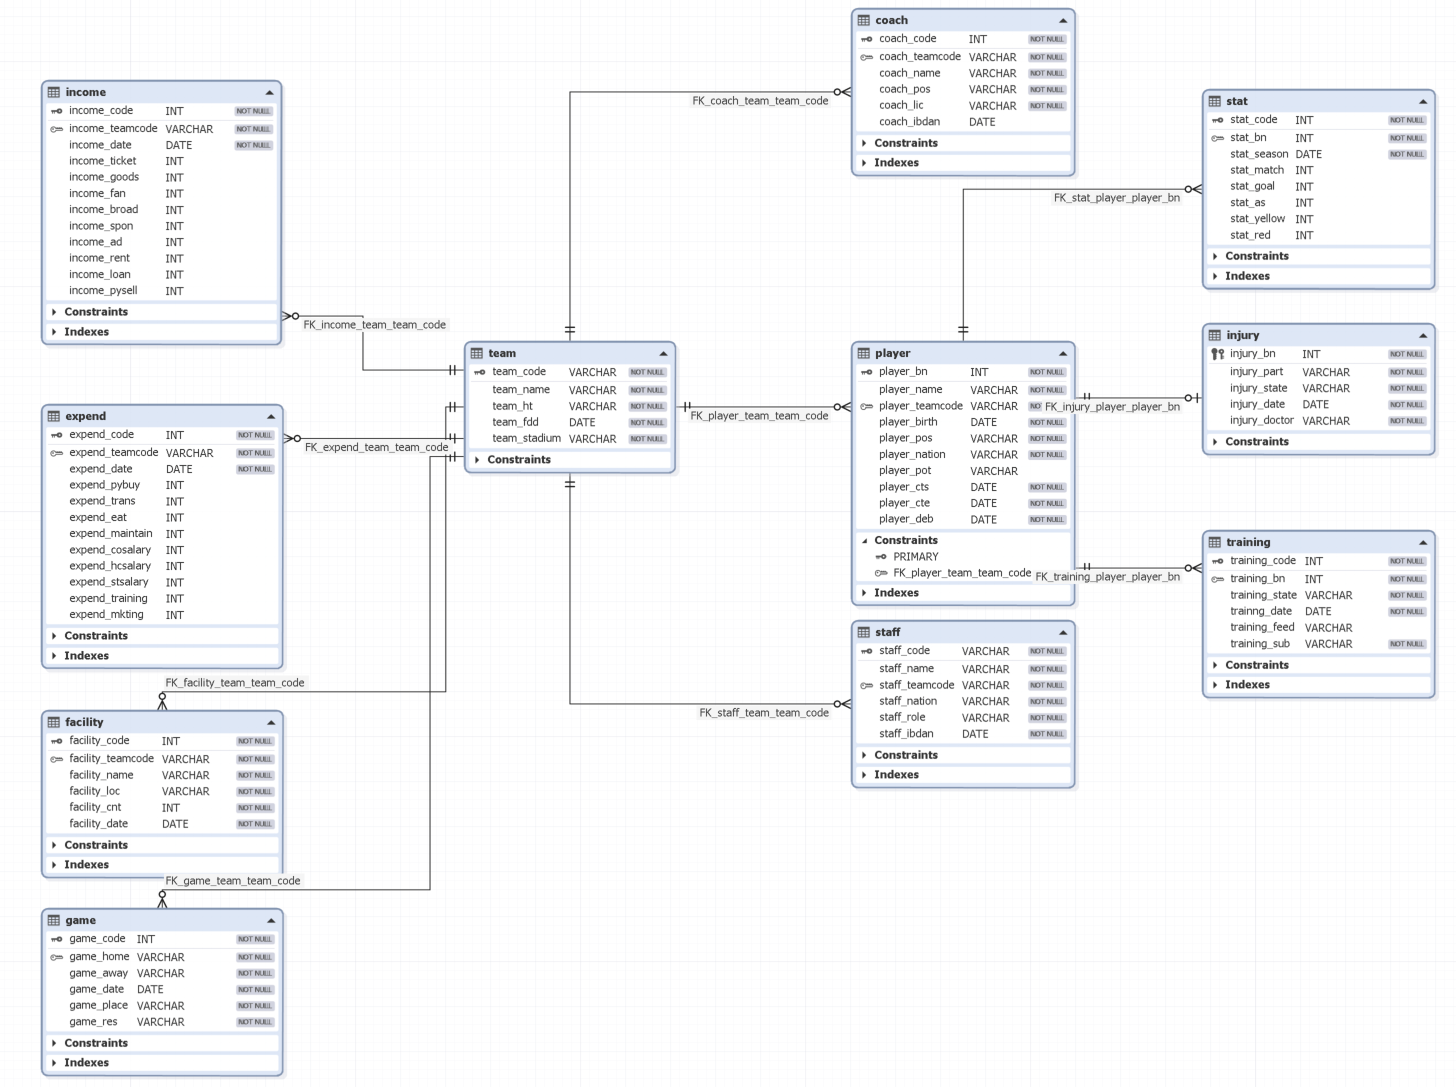 income
income_code INT NOT NULL
income_teamcode VARCHAR NOT NULL
income_date DATE NOT NULL
income_ticket INT
income_goods INT
income_fan INT
income_broad INT
income_spon INT
income_ad INT
income_rent INT
income_loan INT
income_pysell INT
Constraints
Indexes
FK_income_team_team_code
expend
expend_code INT NOT NULL
expend_teamcode VARCHAR NOT NULL
expend_date DATE NOT NULL
expend_pybuy INT
expend_trans INT
expend_eat INT
expend_maintain INT
expend_cosalary INT
expend_hcsalary INT
expend_stsalary INT
expend_training INT
expend_mkting INT
Constraints
Indexes
FK_expend_team_team_code
FK_facility_team_team_code
facility
facility_code INT NOT NULL
facility_teamcode VARCHAR NOT NULL
facility_name VARCHAR NOT NULL
facility_loc VARCHAR NOT NULL
facility_cnt INT NOT NULL
facility_date DATE NOT NULL
Constraints
Indexes
FK_game_team_team_code
game
game_code INT NOT NULL
game_home VARCHAR NOT NULL
game_away VARCHAR NOT NULL
game_date DATE NOT NULL
game_place VARCHAR NOT NULL
game_res VARCHAR NOT NULL
Constraints
Indexes
team
team_code VARCHAR NOT NULL
team_name VARCHAR NOT NULL
team_ht VARCHAR NOT NULL
team_fdd DATE NOT NULL
team_stadium VARCHAR NOT NULL
Constraints
FK_coach_team_team_code
coach
coach_code INT NOT NULL
coach_teamcode VARCHAR NOT NULL
coach_name VARCHAR NOT NULL
coach_pos VARCHAR NOT NULL
coach_lic VARCHAR NOT NULL
coach_ibdan DATE
Constraints
Indexes
FK_player_team_team_code
player
player_bn INT NOT NULL
player_name VARCHAR NOT NULL
player_teamcode VARCHAR NO
player_birth DATE NOT NULL
player_pos VARCHAR NOT NULL
player_nation VARCHAR NOT NULL
player_pot VARCHAR
player_cts DATE NOT NULL
player_cte DATE NOT NULL
player_deb DATE NOT NULL
Constraints
PRIMARY
FK_player_team_team_code
Indexes
FK_staff_team_team_code
staff
staff_code VARCHAR NOT NULL
staff_name VARCHAR NOT NULL
staff_teamcode VARCHAR NOT NULL
staff_nation VARCHAR NOT NULL
staff_role VARCHAR NOT NULL
staff_ibdan DATE NOT NULL
Constraints
Indexes
FK_stat_player_player_bn
stat
stat_code INT NOT NULL
stat_bn INT NOT NULL
stat_season DATE NOT NULL
stat_match INT
stat_goal INT
stat_as INT
stat_yellow INT
stat_red INT
Constraints
Indexes
FK_injury_player_player_bn
injury
injury_bn INT NOT NULL
injury_part VARCHAR NOT NULL
injury_state VARCHAR NOT NULL
injury_date DATE NOT NULL
injury_doctor VARCHAR NOT NULL
Constraints
FK_training_player_player_bn
training
training_code INT NOT NULL
training_bn INT NOT NULL
training_state VARCHAR NOT NULL
trainng_date DATE NOT NULL
training_feed VARCHAR
training_sub VARCHAR NOT NULL
Constraints
Indexes